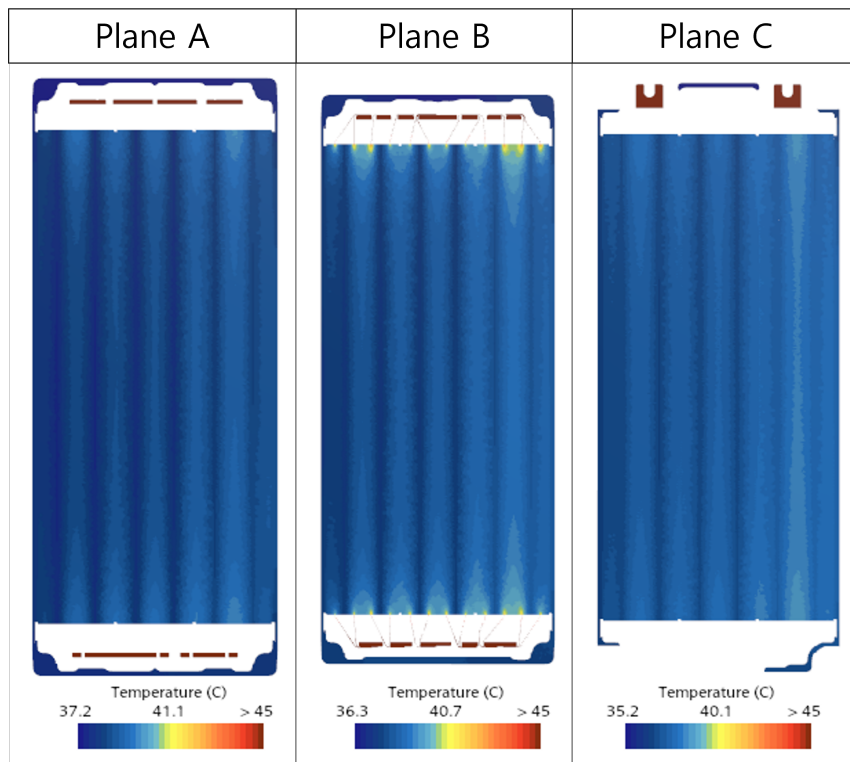 Plane A
Plane B
Plane C
Temperature (C)
37.2 41.1 > 45
Temperature (C)
36.3 40.7 > 45
Temperature (C)
35.2 40.1 > 45